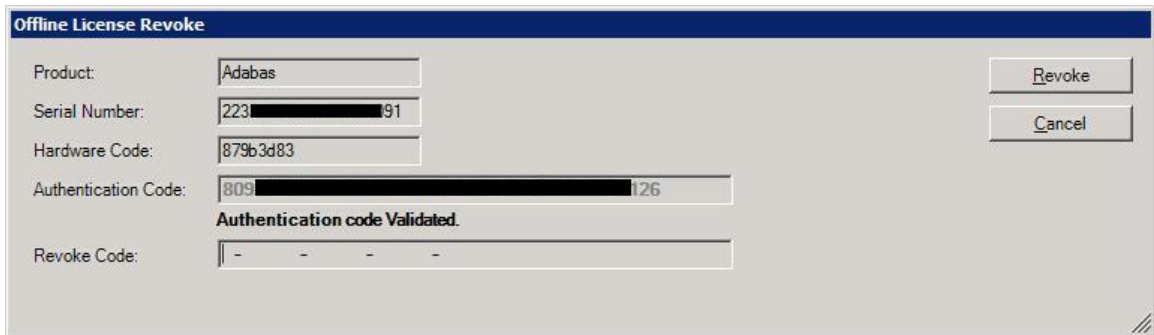 Offline License Revoke
Product: Adabas
Revoke
Serial Number: 223 91
Cancel
Hardware Code: 879b3d83
Authentication Code: 809 126
Authentication code Validated.
Revoke Code: - - - -